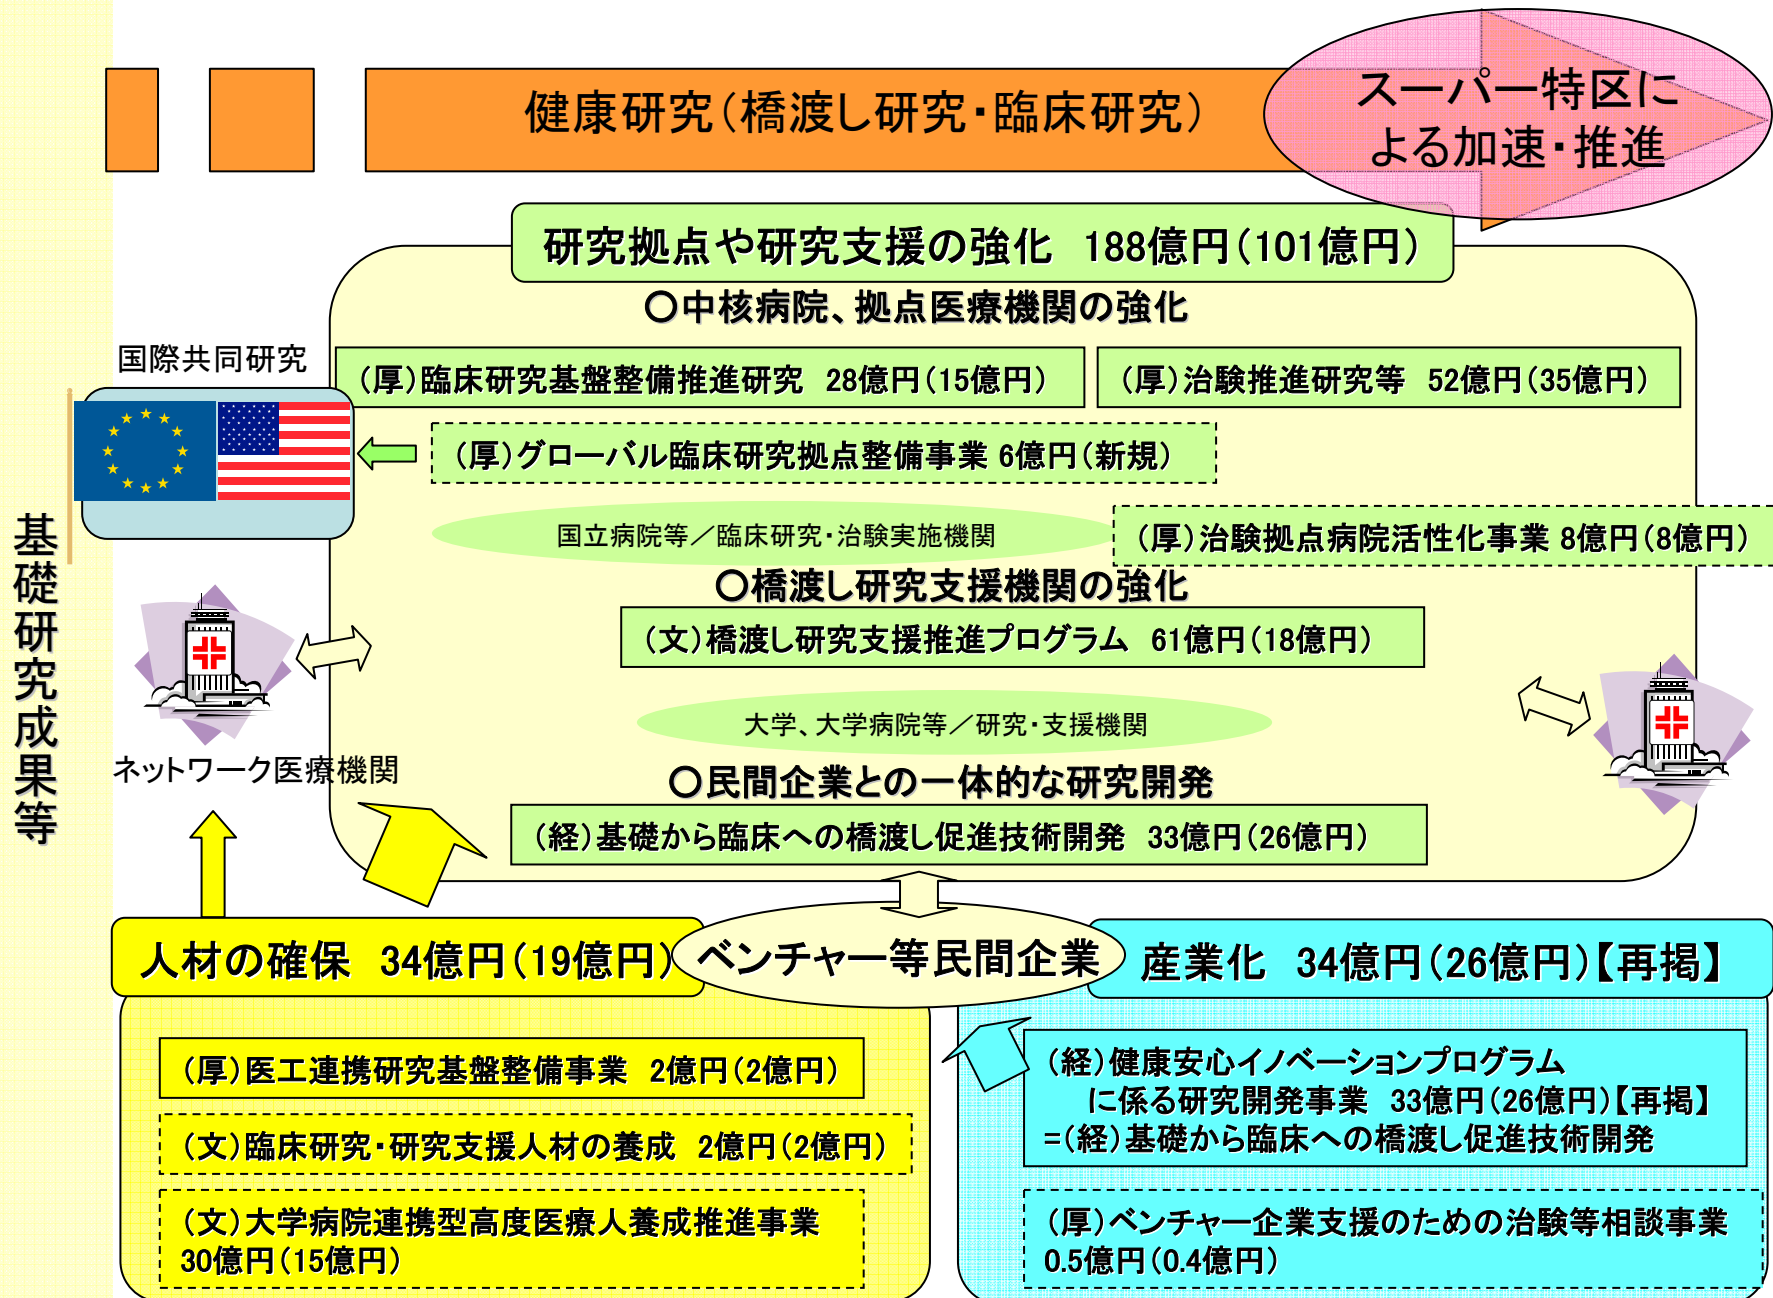 健康研究(橋渡し研究・臨床研究)
スーパー特区に
よる加速・推進
研究拠点や研究支援の強化 188億円(101億円)
○中核病院、拠点医療機関の強化
国際共同研究
(厚)臨床研究基盤整備推進研究 28億円(15億円)
(厚)治験推進研究等 52億円(35億円)
(厚)グローバル臨床研究拠点整備事業 6億円(新規)
国立病院等/臨床研究・治験実施機関
(厚)治験拠点病院活性化事業 8億円(8億円)
○橋渡し研究支援機関の強化
(文)橋渡し研究支援推進プログラム 61億円(18億円)
基礎研究成果等
大学、大学病院等/研究・支援機関
ネットワーク医療機関
○民間企業との一体的な研究開発
(経)基礎から臨床への橋渡し促進技術開発 33億円(26億円)
人材の確保 34億円(19億円)
ベンチャー等民間企業
産業化 34億円(26億円)【再掲】
(厚)医工連携研究基盤整備事業 2億円(2億円)
(文)臨床研究・研究支援人材の養成 2億円(2億円)
(文)大学病院連携型高度医療人養成推進事業
30億円(15億円)
(経)健康安心イノベーションプログラム
に係る研究開発事業 33億円(26億円)【再掲】
=(経)基礎から臨床への橋渡し促進技術開発
(厚)ベンチャー企業支援のための治験等相談事業
0.5億円(0.4億円)